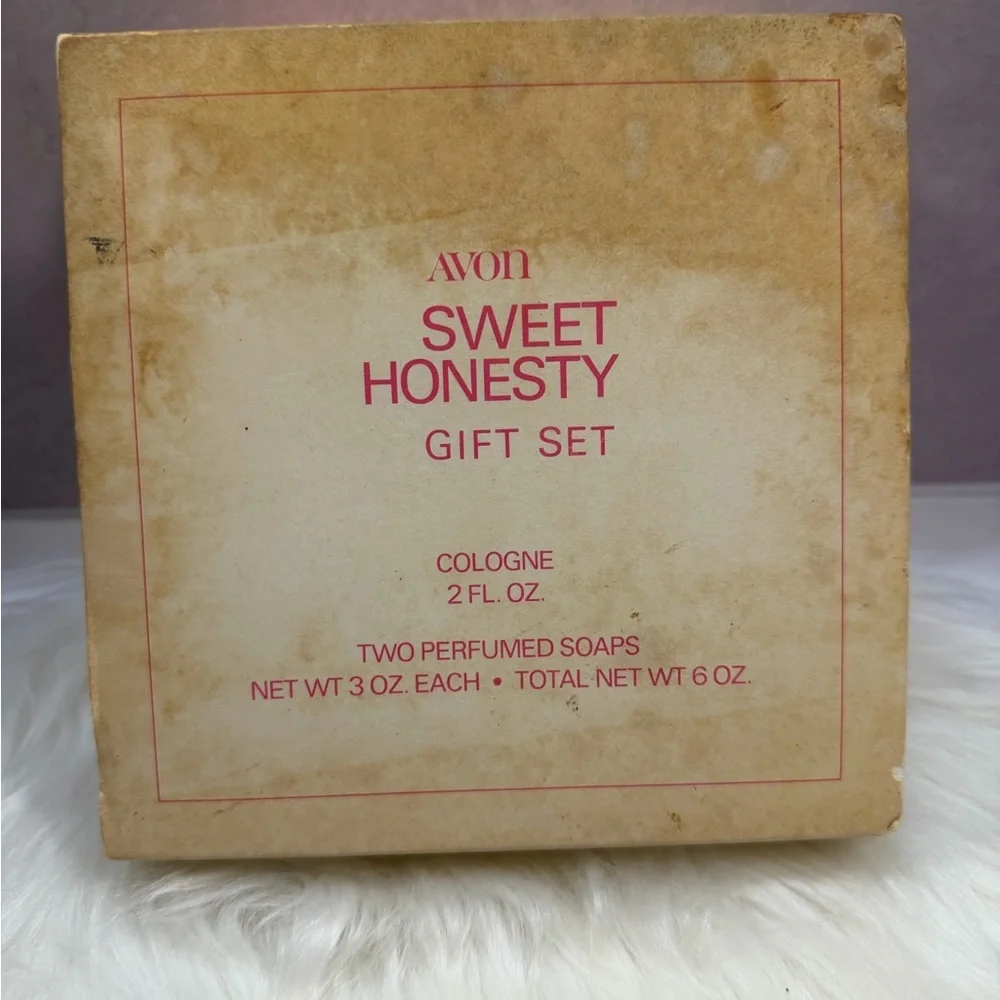 AVON
SWEET
HONESTY
GIFT SET
COLOGNE
2 FL. OZ.
TWO PERFUMED SOAPS
NET WT 3 OZ. EACH • TOTAL NET WT 6 OZ.